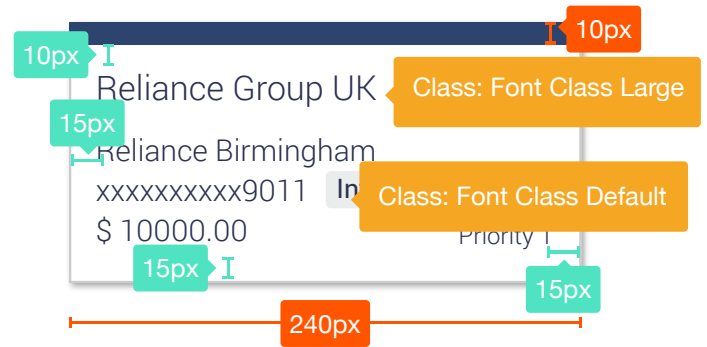 10px
10px
Reliance Group UK
Class: Font Class Large
15px
Reliance Birmingham
xxxxxxxxxx9011
Class: Font Class Default
$ 10000.00
Priority 1
15px
15px
240px